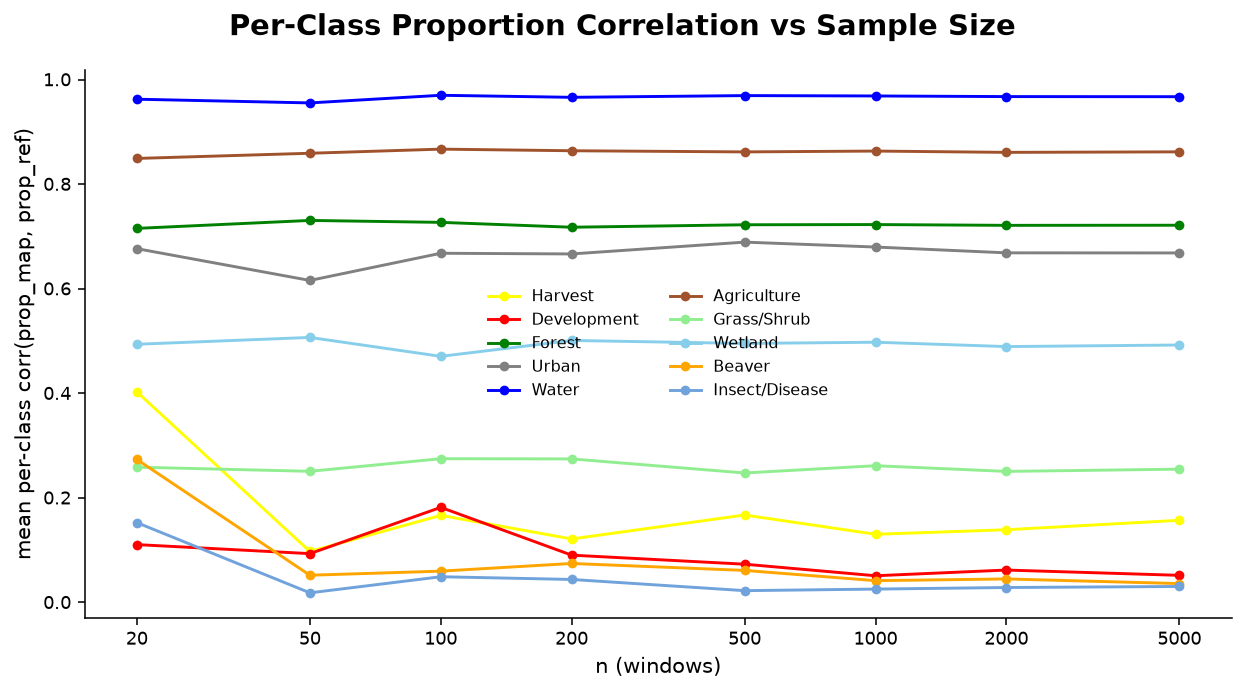 Per-Class Proportion Correlation vs Sample Size
mean per-class corr(prop_map, prop_ref)
1.0
0.8
0.6
0.4
0.2
0.0
Harvest
Development
Forest
Urban
Water
Agriculture
Grass/Shrub
Wetland
Beaver
Insect/Disease
20 50 100 200 500 1000 2000 5000
n (windows)